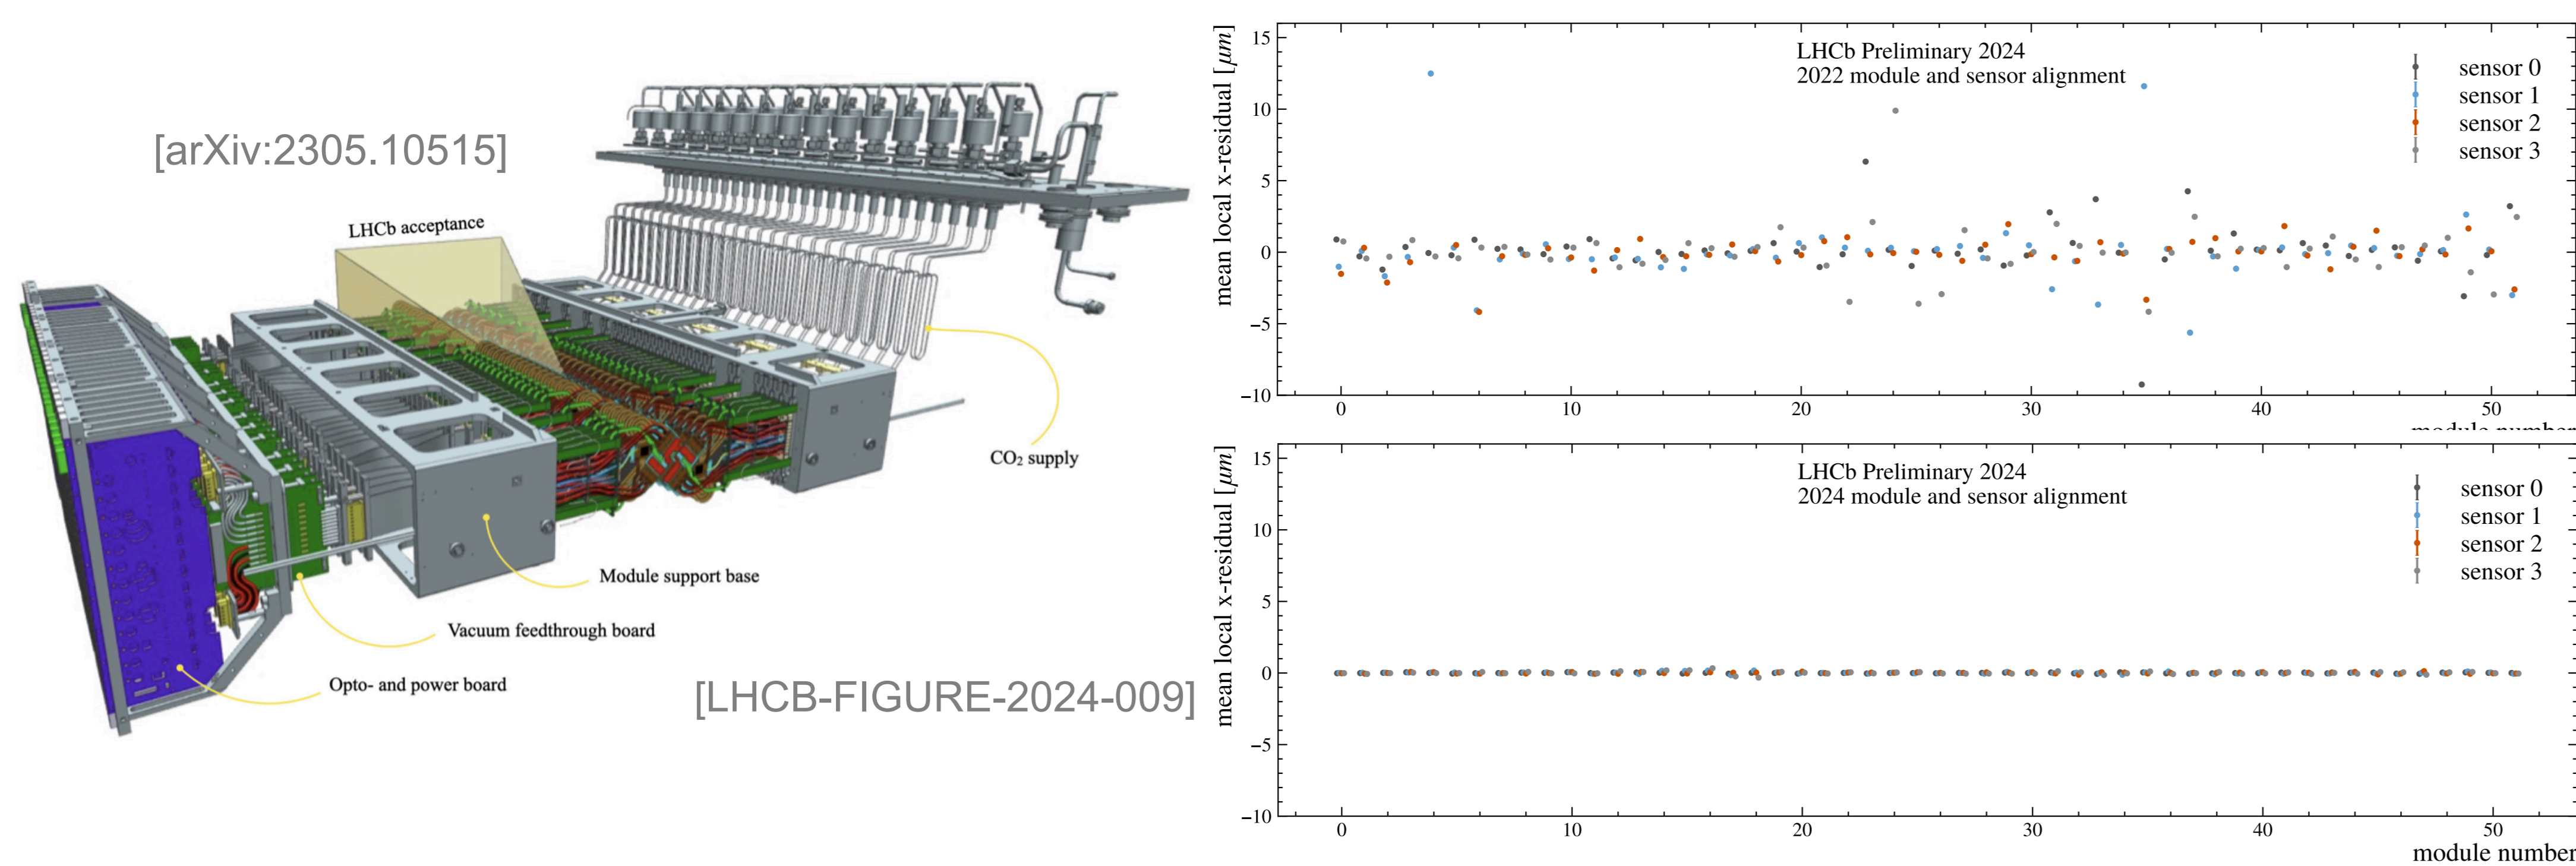 [arXiv:2305.10515]
LHCb acceptance
CO₂ supply
Module support base
Vacuum feedthrough board
Opto- and power board
[LHCB-FIGURE-2024-009]
mean local x-residual [μm]
15
10
5
0
−5
−10
LHCb Preliminary 2024
2022 module and sensor alignment
sensor 0
sensor 1
sensor 2
sensor 3
0 10 20 30 40 50
module number
mean local x-residual [μm]
15
10
5
0
−5
−10
LHCb Preliminary 2024
2024 module and sensor alignment
sensor 0
sensor 1
sensor 2
sensor 3
0 10 20 30 40 50
module number